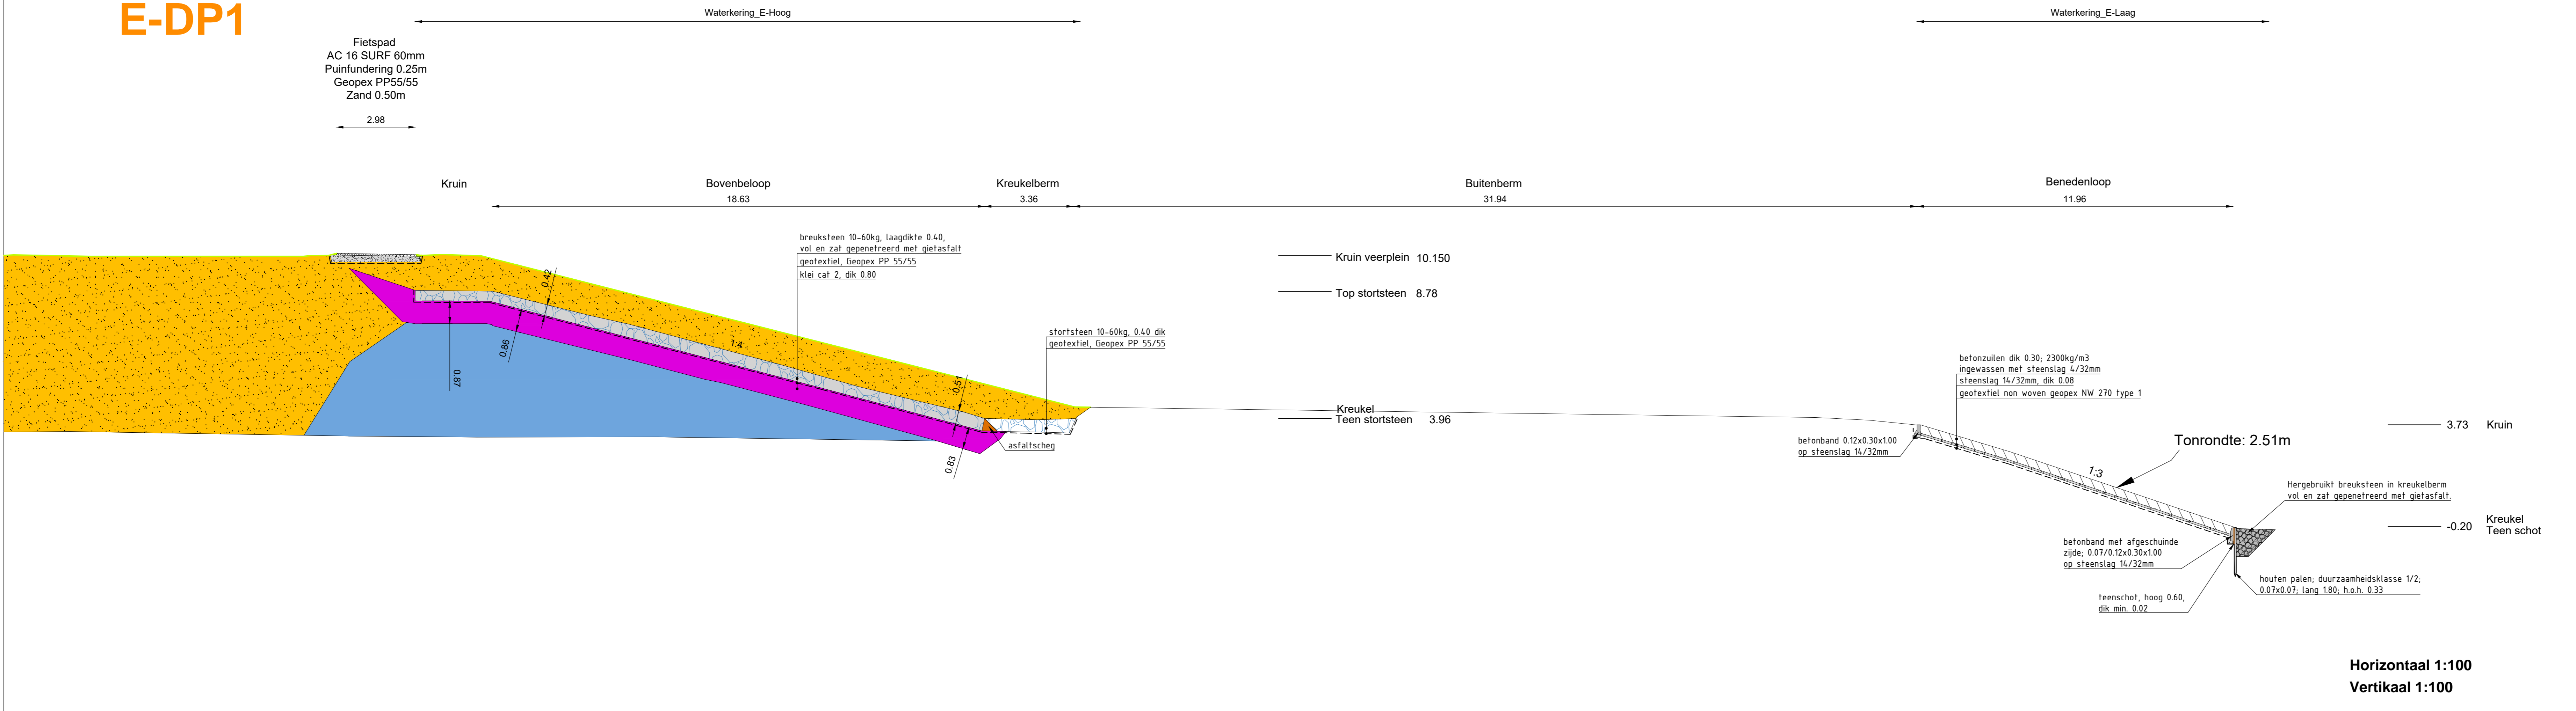 E-DP1
Waterkering_E-Hoog
Waterkering_E-Laag
Fietspad
AC 16 SURF 60mm
Puinfundering 0.25m
Geopex PP55/55
Zand 0.50m
2.98
Kruin
Bovenbeloop
Kreukelberm
Buitenberm
Benedenloop
18.63
3.36
31.94
11.96
breuksteen 10-60kg, laagdikte 0.40,
vol en zat gepenetreerd met gietasfalt
geotextiel, Geopex PP 55/55
klei cat 2, dik 0.80
0.42
0.86
0.87
1:4
0.51
0.83
stortsteen 10-60kg, 0.40 dik
geotextiel, Geopex PP 55/55
asfaltscheg
Kruin veerplein 10.150
Top stortsteen 8.78
Kreukel
Teen stortsteen 3.96
betonzuilen dik 0.30; 2300kg/m3
ingewassen met steenslag 4/32mm
steenslag 14/32mm, dik 0.08
geotextiel non woven geopex NW 270 type 1
betonband 0.12x0.30x1.00
op steenslag 14/32mm
Tonrondte: 2.51m
1:3
3.73 Kruin
Hergebruikt breuksteen in kreukelberm
vol en zat gepenetreerd met gietasfalt.
-0.20 Kreukel
Teen schot
betonband met afgeschuinde
zijde; 0.07/0.12x0.30x1.00
op steenslag 14/32mm
teenschot, hoog 0.60,
dik min. 0.02
houten palen; duurzaamheidsklasse 1/2;
0.07x0.07; lang 1.80; h.o.h. 0.33
Horizontaal 1:100
Vertikaal 1:100